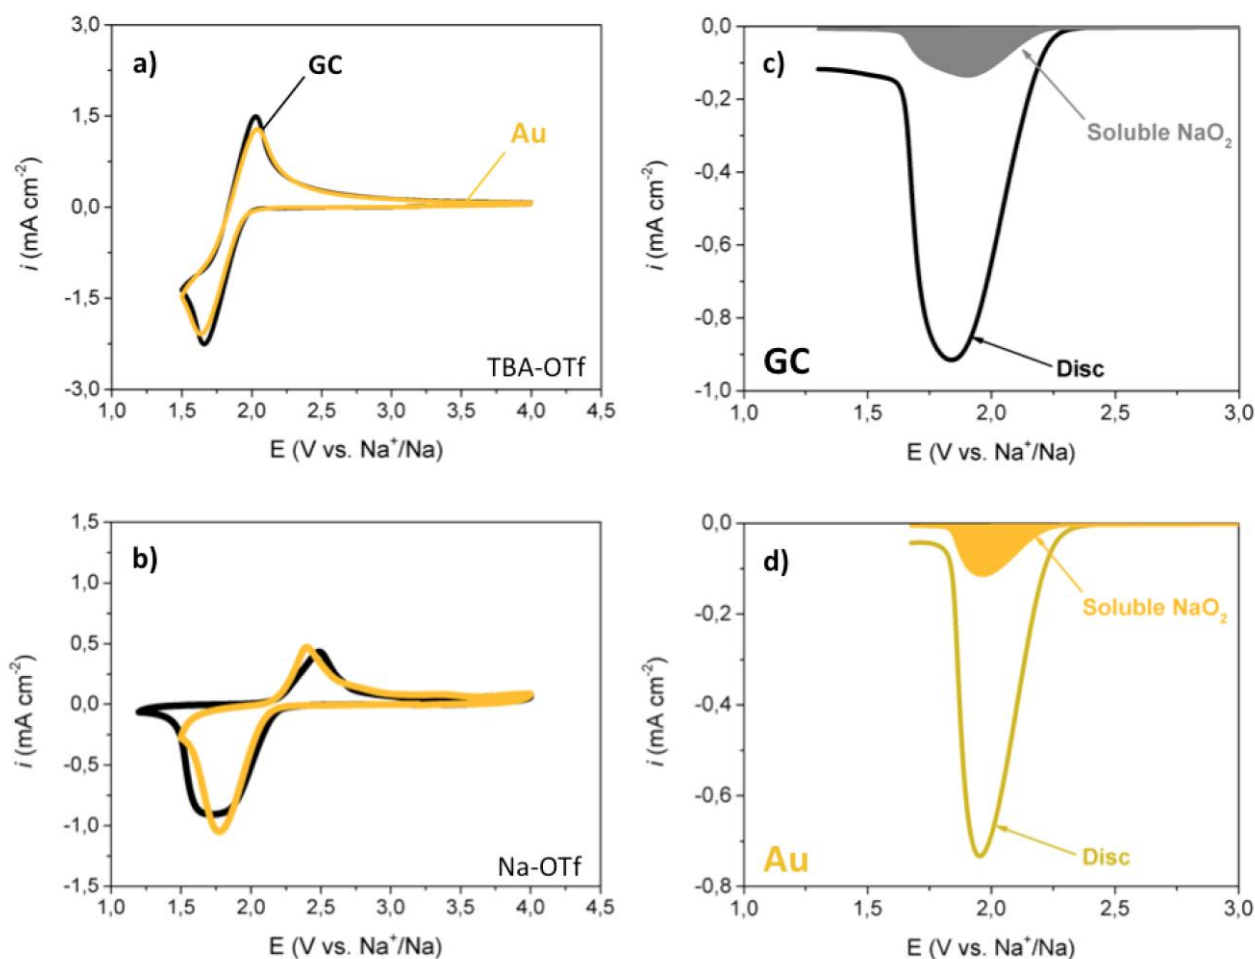 a)
GC
Au
TBA-OTf
3,0
1,5
0,0
-1,5
-3,0
i (mA cm⁻²)
1,0 1,5 2,0 2,5 3,0 3,5 4,0 4,5
E (V vs. Na⁺/Na)
b)
Na-OTf
1,5
1,0
0,5
0,0
-0,5
-1,0
-1,5
i (mA cm⁻²)
1,0 1,5 2,0 2,5 3,0 3,5 4,0 4,5
E (V vs. Na⁺/Na)
c)
Soluble NaO₂
Disc
GC
0,0
-0,2
-0,4
-0,6
-0,8
-1,0
i (mA cm⁻²)
1,0 1,5 2,0 2,5 3,0
E (V vs. Na⁺/Na)
d)
Soluble NaO₂
Disc
Au
0,0
-0,2
-0,4
-0,6
-0,8
i (mA cm⁻²)
1,0 1,5 2,0 2,5 3,0
E (V vs. Na⁺/Na)